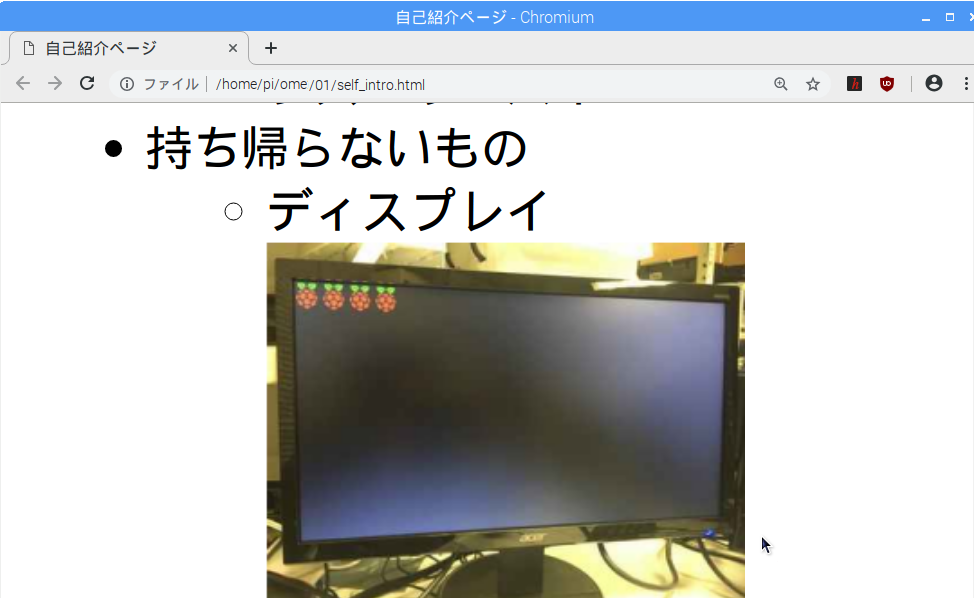 自己紹介ページ - Chromium
自己紹介ページ
ファイル /home/pi/ome/01/self_intro.html
持ち帰らないもの
ディスプレイ
acer